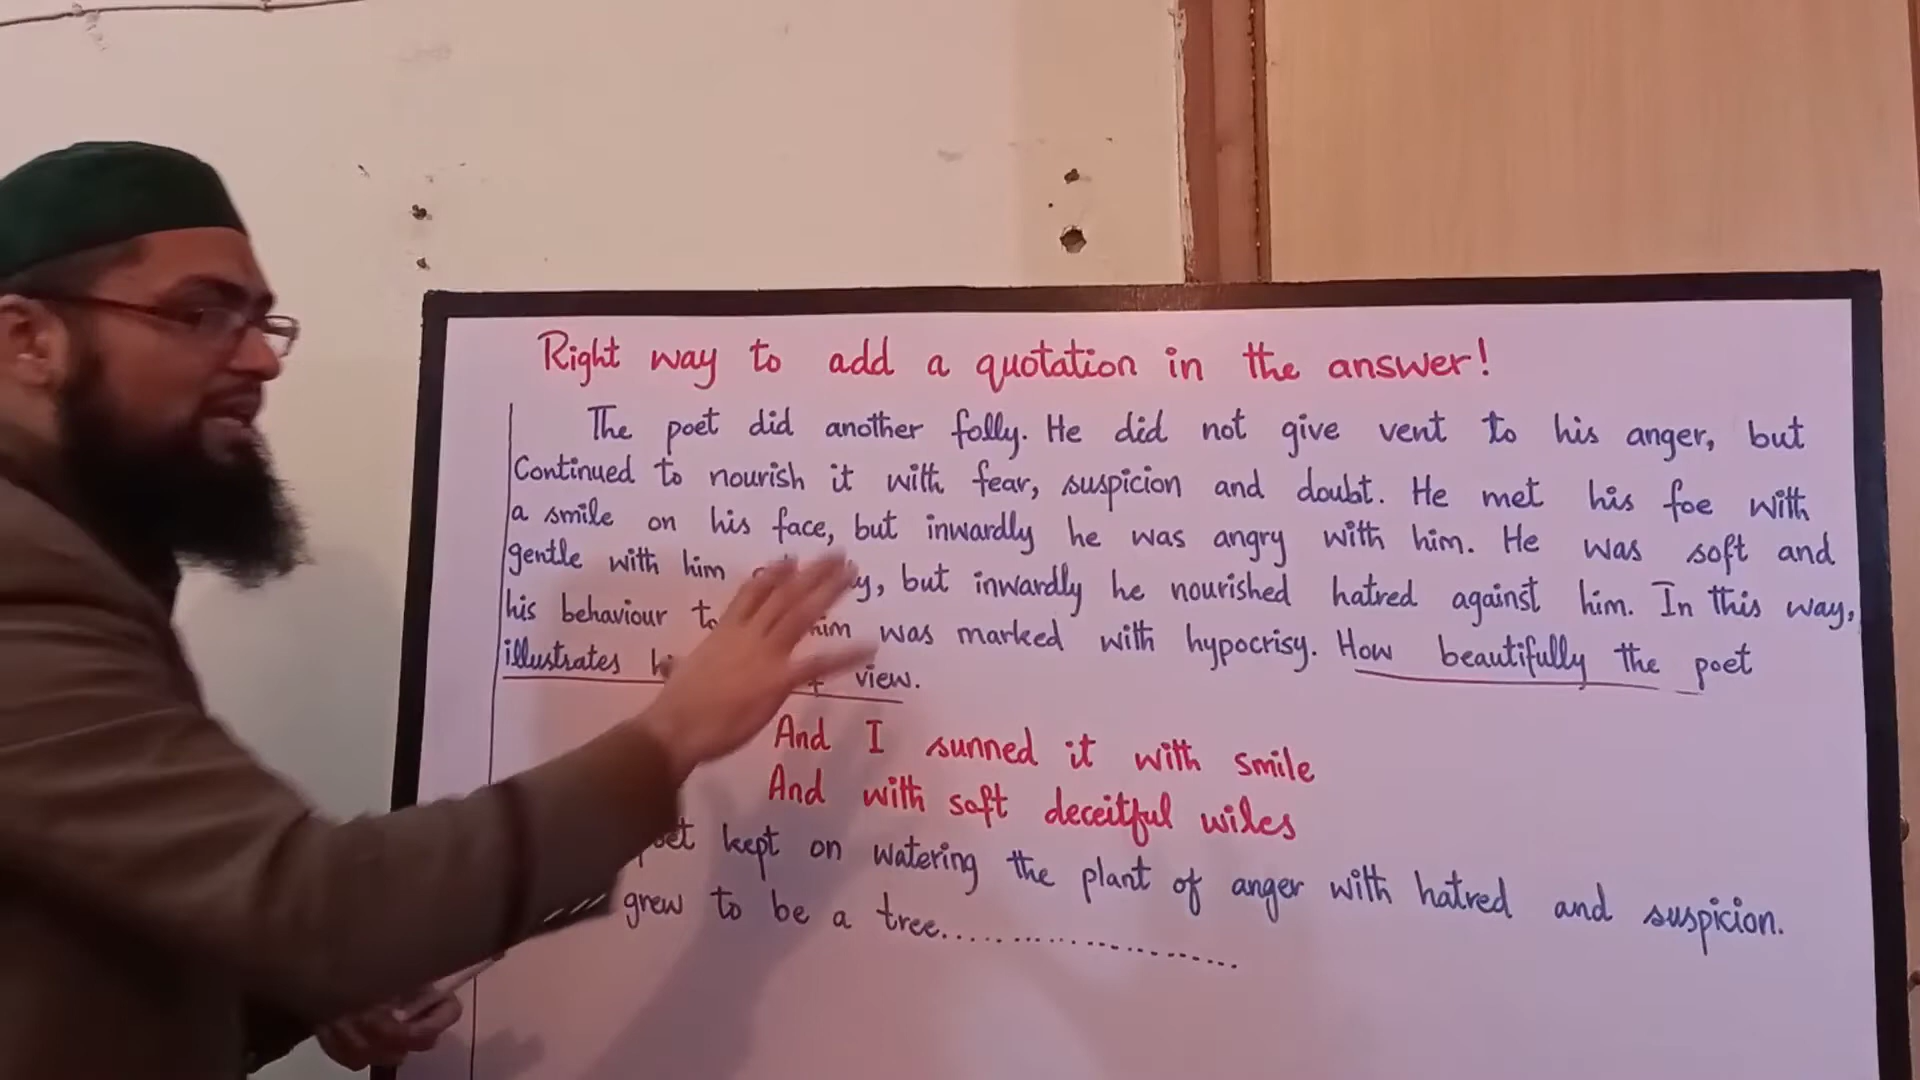 Right way to add a quotation in the answer!
The poet did another folly. He did not give vent to his anger, but
Continued to nourish it with fear, suspicion and doubt. He met his foe with
a smile on his face, but inwardly he was angry with him. He was soft and
gentle with him but inwardly he nourished hatred against him. In this way,
his behaviour him was marked with hypocrisy. How beautifully the poet
illustrates view.
And I sunned it with smile
And with soft deceitful wiles
kept on watering the plant of anger with hatred and suspicion.
grew to be a tree..........................